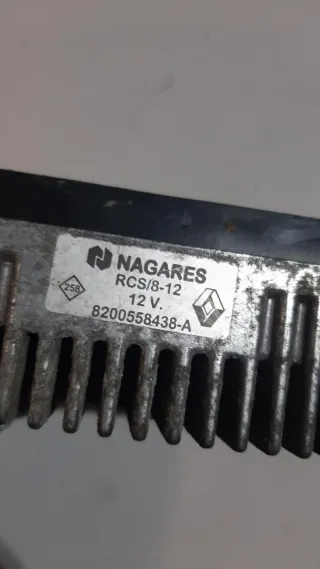 NAGARES
RCS/8-12
258
12 V.
8200558438-A